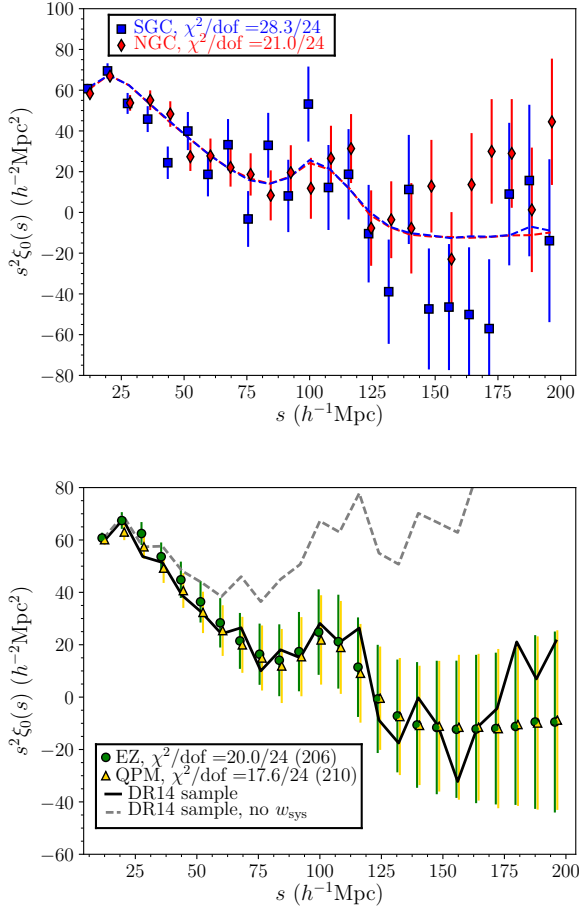 100
80
60
40
20
0
−20
−40
−60
−80
s²ξ₀(s) (h⁻²Mpc²)
SGC, χ²/dof =28.3/24
NGC, χ²/dof =21.0/24
25 50 75 100 125 150 175 200
s (h⁻¹Mpc)
80
60
40
20
0
−20
−40
−60
s²ξ₀(s) (h⁻²Mpc²)
EZ, χ²/dof =20.0/24 (206)
QPM, χ²/dof =17.6/24 (210)
DR14 sample
DR14 sample, no w_sys
25 50 75 100 125 150 175 200
s (h⁻¹Mpc)